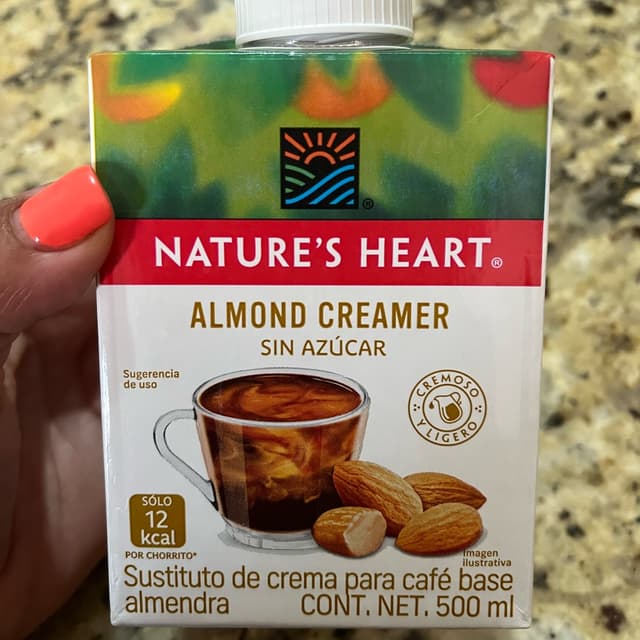 ®
NATURE'S HEART®
ALMOND CREAMER
SIN AZÚCAR
Sugerencia
de uso
CREMOSO
Y LIGERO
SÓLO
12
kcal
POR CHORRITO*
Imagen
ilustrativa
Sustituto de crema para café base
almendra CONT. NET. 500 ml